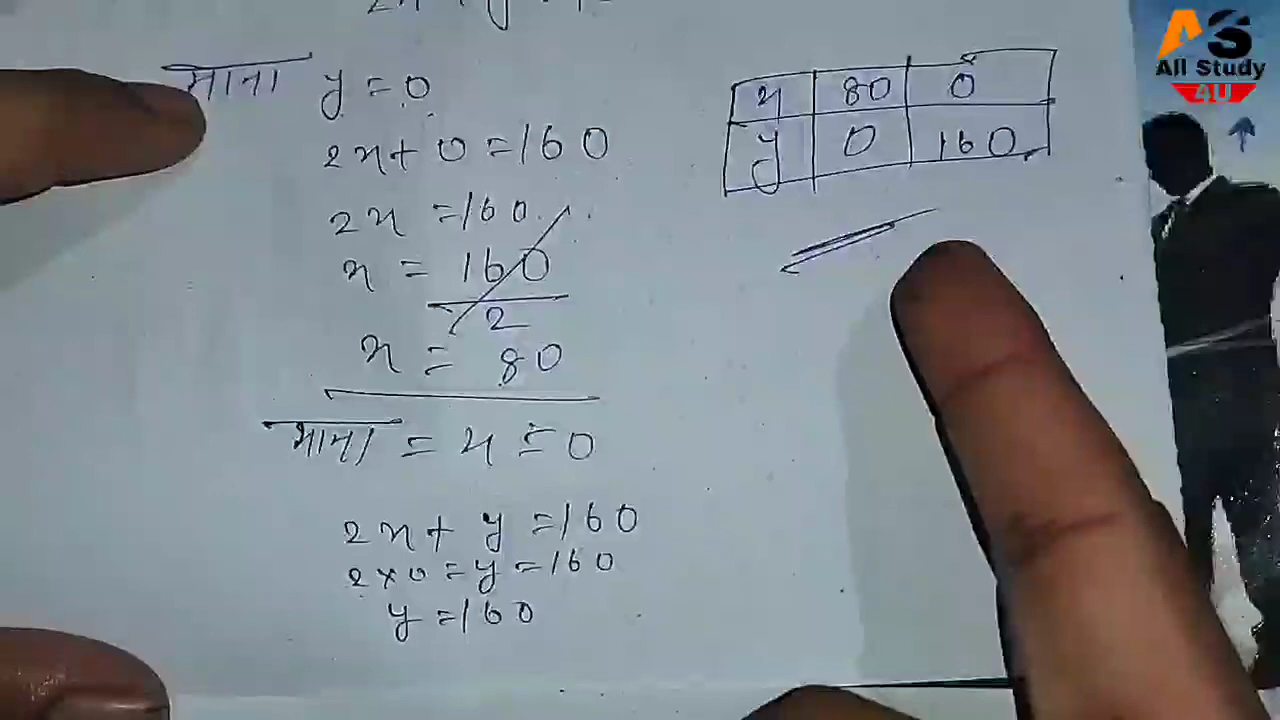 माना y = 0
2x + 0 = 160
2x = 160
x = 160
2
x = 80
माना = x = 0
2x + y = 160
2 × 0 = y = 160
y = 160
x 80 0
y 0 160
AS
All Study
4U